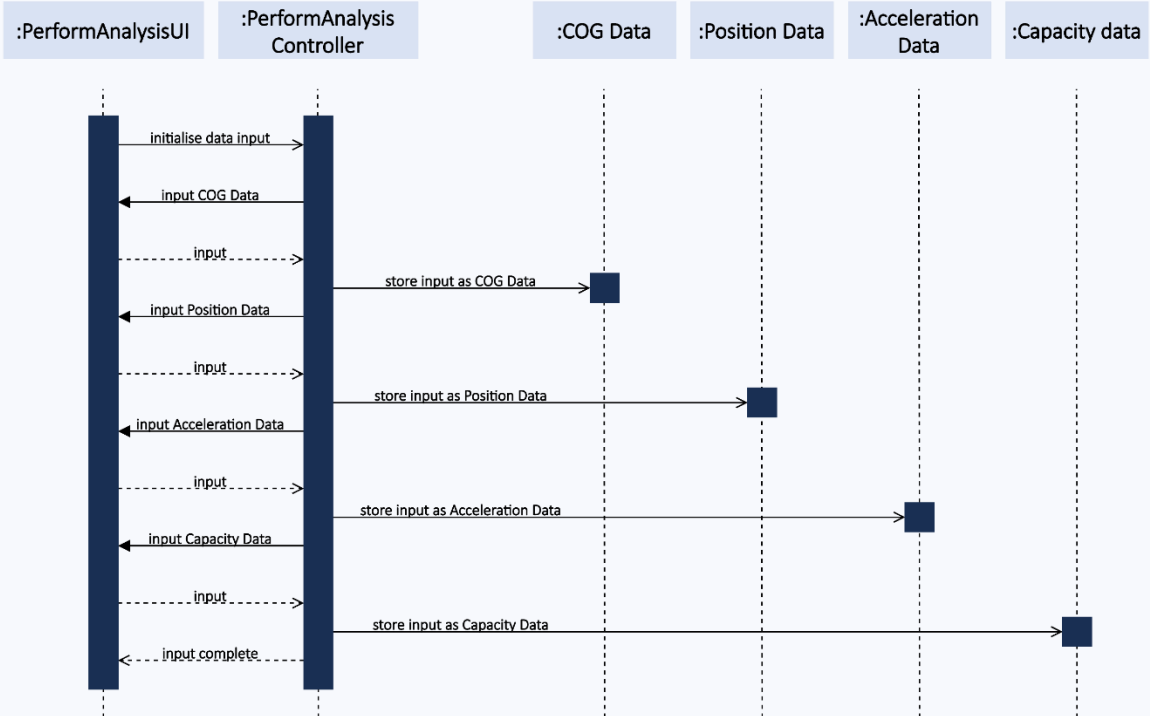 :PerformAnalysisUI
:PerformAnalysis
Controller
:COG Data
:Position Data
:Acceleration
Data
:Capacity data
initialise data input
input COG Data
input
store input as COG Data
input Position Data
input
store input as Position Data
input Acceleration Data
input
store input as Acceleration Data
input Capacity Data
input
store input as Capacity Data
input complete